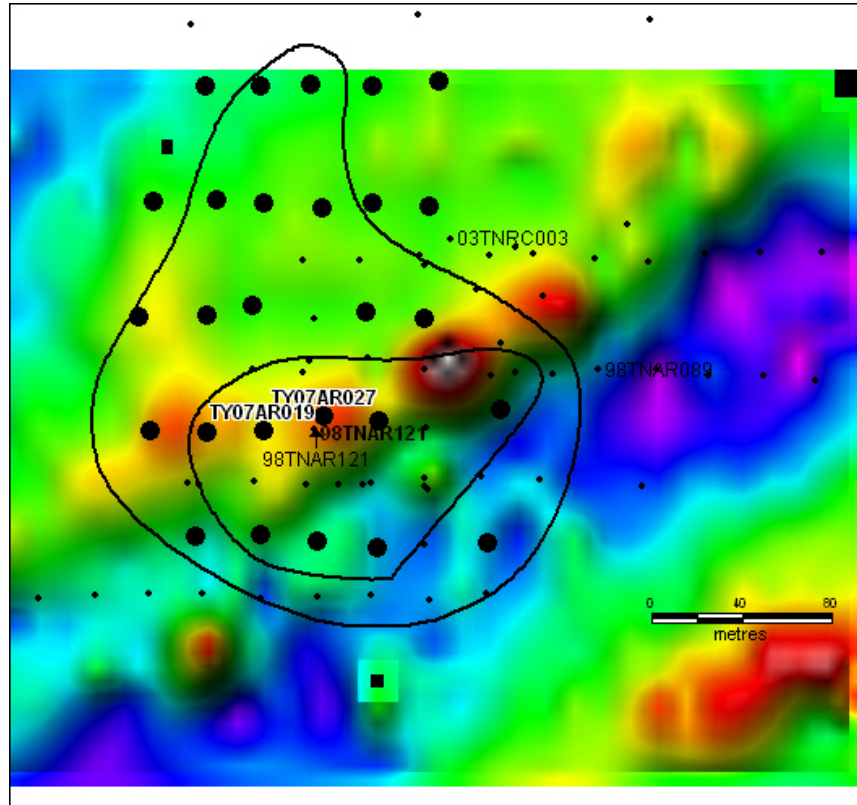 03TNRC003
98TNAR089
TY07AR027
TY07AR019
98TNAR121
98TNAR121
0 40 80
metres